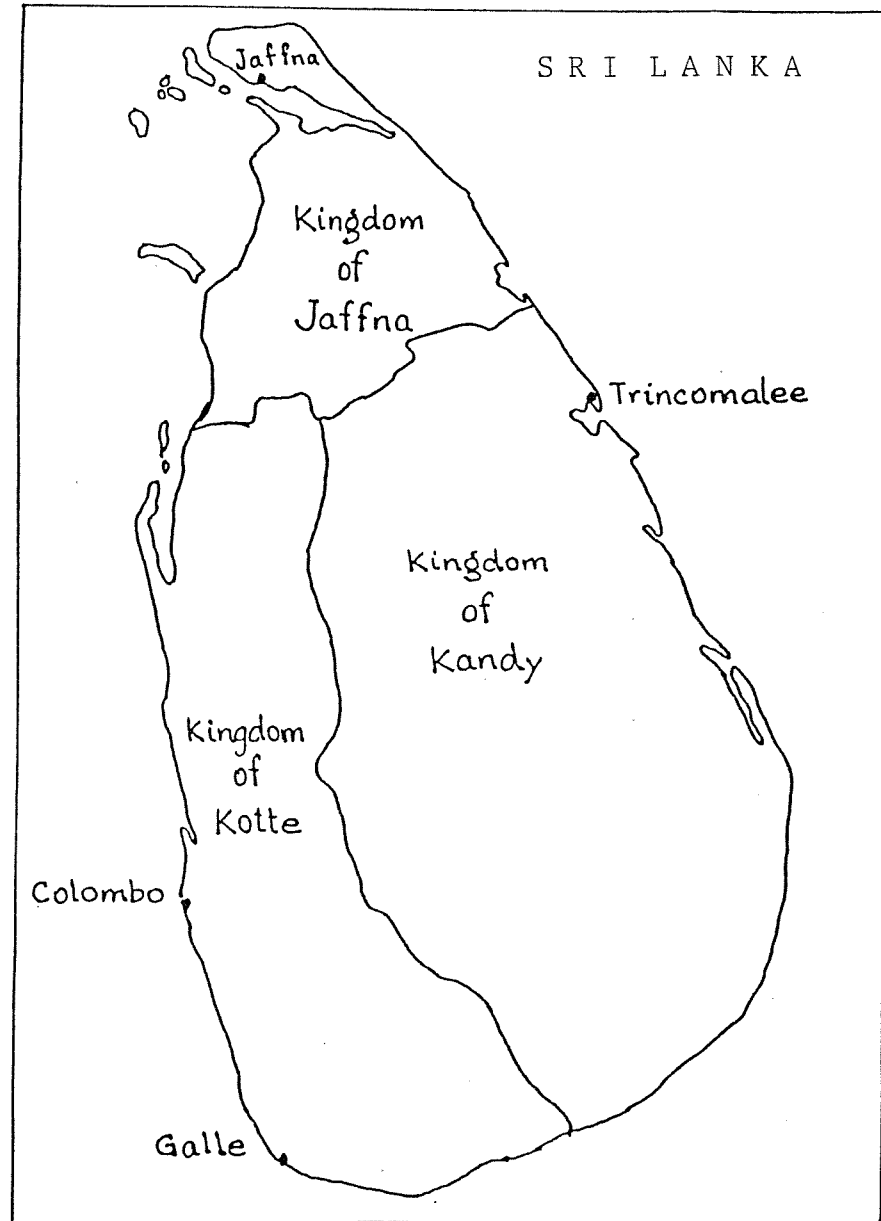 SRI LANKA
Jaffna
Kingdom
of
Jaffna
Trincomalee
Kingdom
of
Kandy
Kingdom
of
Kotte
Colombo
Galle